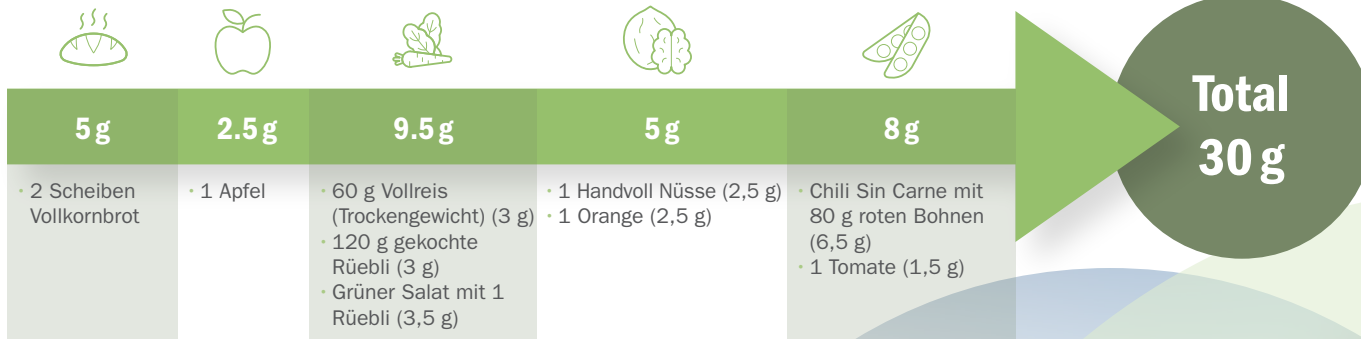 5 g
2.5 g
9.5 g
5 g
8 g
Total
30 g
• 2 Scheiben
Vollkornbrot
• 1 Apfel
• 60 g Vollreis
(Trockengewicht) (3 g)
• 120 g gekochte
Rüebli (3 g)
• Grüner Salat mit 1
Rüebli (3,5 g)
• 1 Handvoll Nüsse (2,5 g)
• 1 Orange (2,5 g)
• Chili Sin Carne mit
80 g roten Bohnen
(6,5 g)
• 1 Tomate (1,5 g)